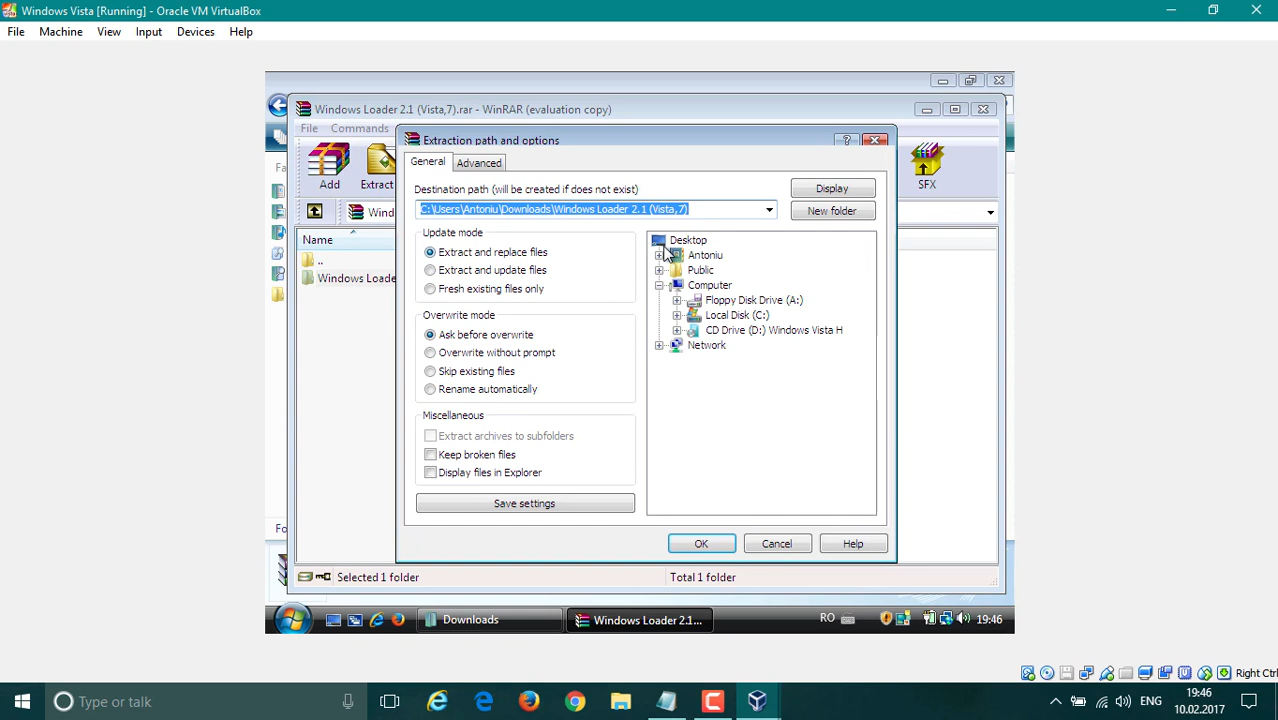 Windows Vista [Running] - Oracle VM VirtualBox
File Machine View Input Devices Help
Windows Loader 2.1 (Vista,7).rar - WinRAR (evaluation copy)
File Commands
Extraction path and options
General Advanced
Add Extract SFX
Destination path (will be created if does not exist)
Display
C:\Users\Antoniu\Downloads\Windows Loader 2.1 (Vista,7)
New folder
Wind
Fa
Name
Update mode
Extract and replace files
Extract and update files
Fresh existing files only
..
Windows Loade
Overwrite mode
Ask before overwrite
Overwrite without prompt
Skip existing files
Rename automatically
Miscellaneous
Extract archives to subfolders
Keep broken files
Display files in Explorer
Save settings
Desktop
Antoniu
Public
Computer
Floppy Disk Drive (A:)
Local Disk (C:)
CD Drive (D:) Windows Vista H
Network
Fo
OK Cancel Help
Selected 1 folder Total 1 folder
Downloads Windows Loader 2.1... RO 19:46
Right Ctrl
Type or talk ENG 19:46
10.02.2017